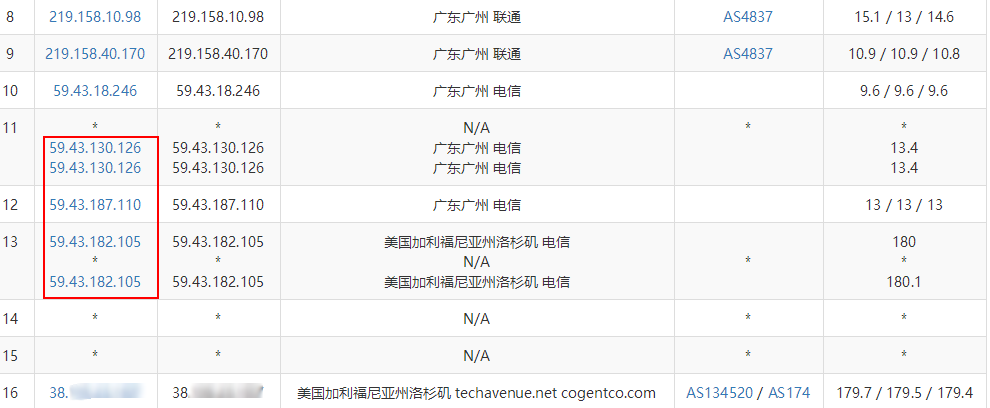 8 219.158.10.98 219.158.10.98 广东广州 联通 AS4837 15.1 / 13 / 14.6
9 219.158.40.170 219.158.40.170 广东广州 联通 AS4837 10.9 / 10.9 / 10.8
10 59.43.18.246 59.43.18.246 广东广州 电信 9.6 / 9.6 / 9.6
11 * * N/A * *
59.43.130.126 59.43.130.126 广东广州 电信 13.4
59.43.130.126 59.43.130.126 广东广州 电信 13.4
12 59.43.187.110 59.43.187.110 广东广州 电信 13 / 13 / 13
13 59.43.182.105 59.43.182.105 美国加利福尼亚州洛杉矶 电信 180
* * N/A * *
59.43.182.105 59.43.182.105 美国加利福尼亚州洛杉矶 电信 180.1
14 * * N/A * *
15 * * N/A * *
16 38. 38. 美国加利福尼亚州洛杉矶 techavenue.net cogentco.com AS134520 / AS174 179.7 / 179.5 / 179.4